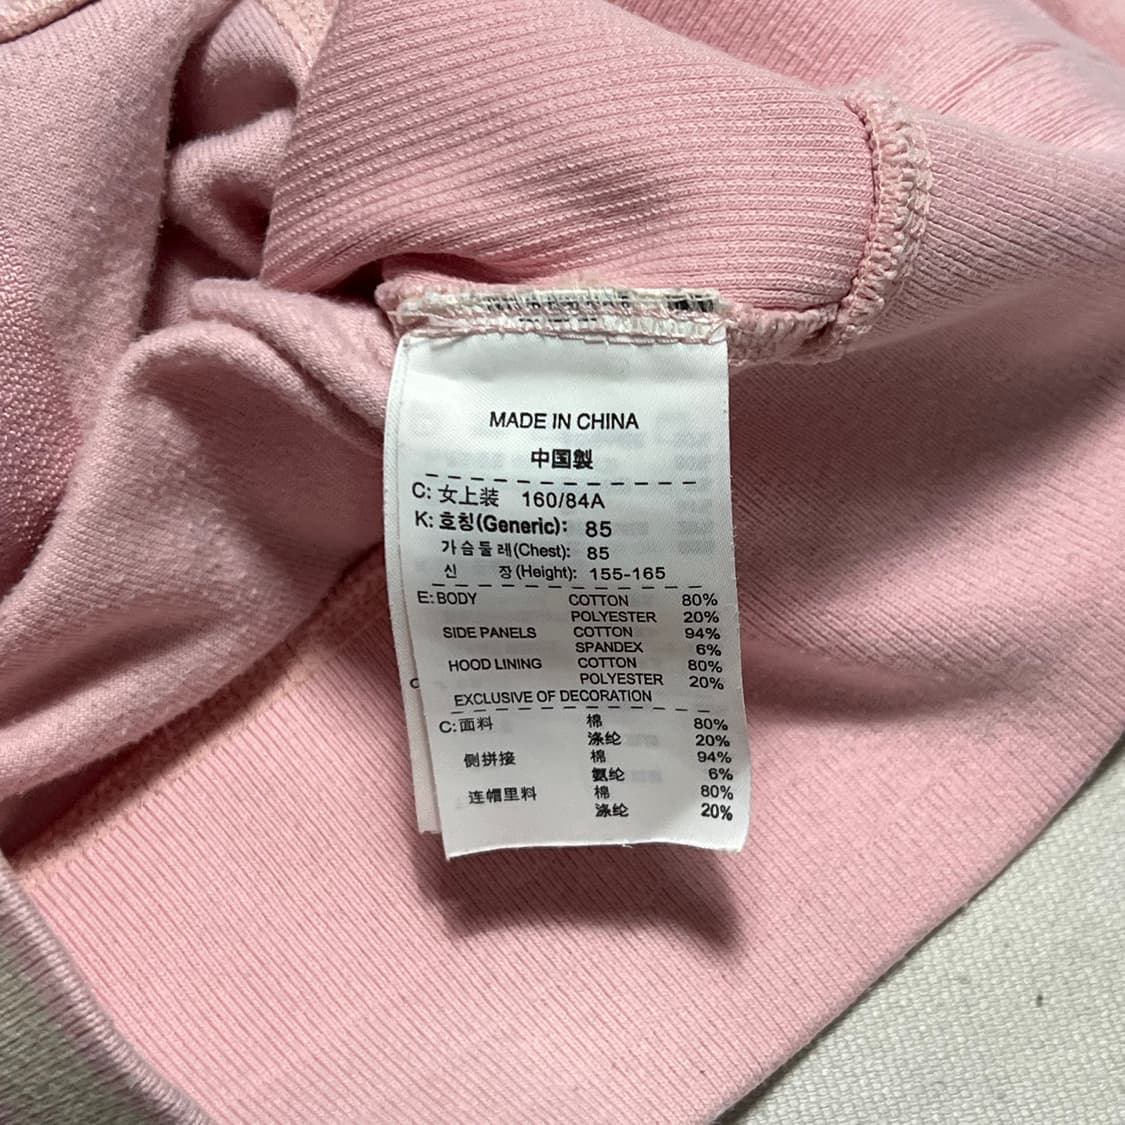 MADE IN CHINA
中国製
C: 女上装 160/84A
K: 호칭(Generic): 85
가슴둘레(Chest): 85
신 장(Height): 155-165
E: BODY COTTON 80%
POLYESTER 20%
SIDE PANELS COTTON 94%
SPANDEX 6%
HOOD LINING COTTON 80%
POLYESTER 20%
EXCLUSIVE OF DECORATION
C: 面料 棉 80%
涤纶 20%
侧拼接 棉 94%
氨纶 6%
连帽里料 棉 80%
涤纶 20%